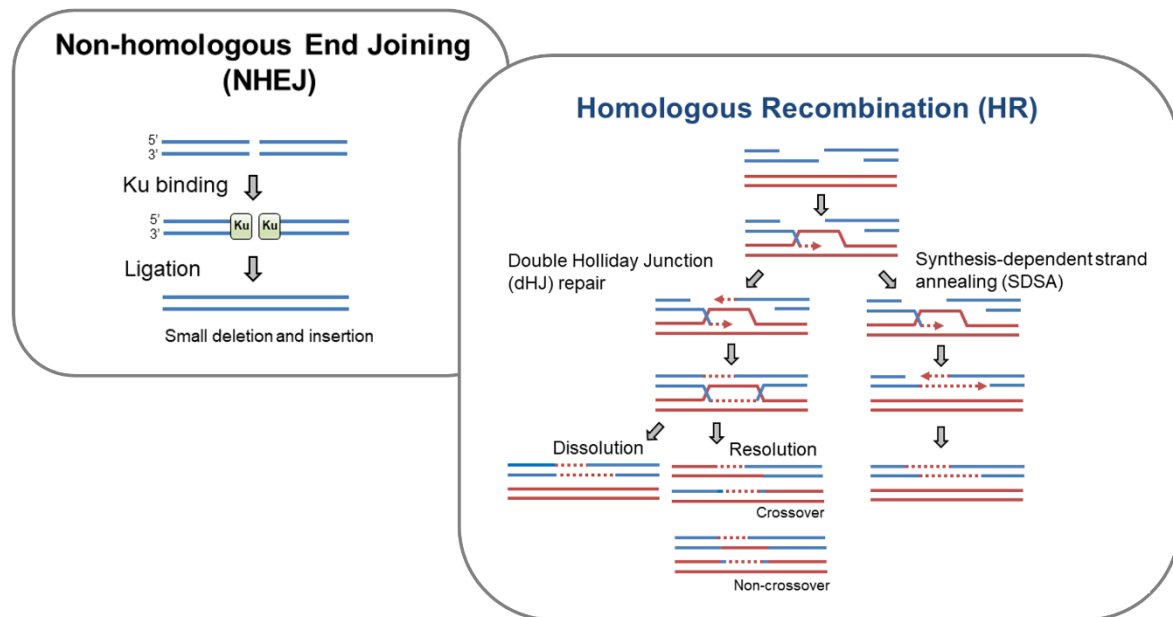 Non-homologous End Joining
(NHEJ)
5'
3'
Ku binding
5'
3'
Ku
Ku
Ligation
Small deletion and insertion
Homologous Recombination (HR)
Double Holliday Junction
(dHJ) repair
Synthesis-dependent strand
annealing (SDSA)
Dissolution
Resolution
Crossover
Non-crossover